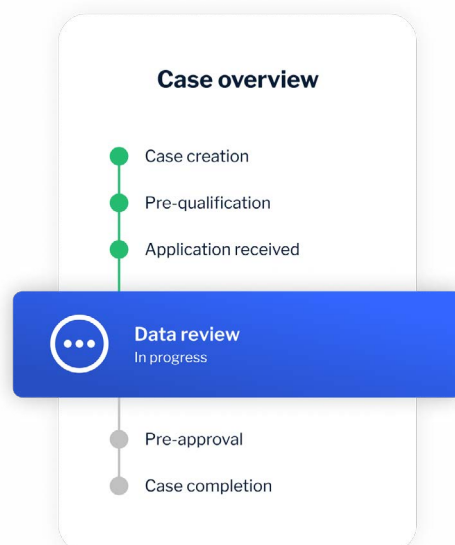 Case overview
Case creation
Pre-qualification
Application received
Data review
In progress
Pre-approval
Case completion